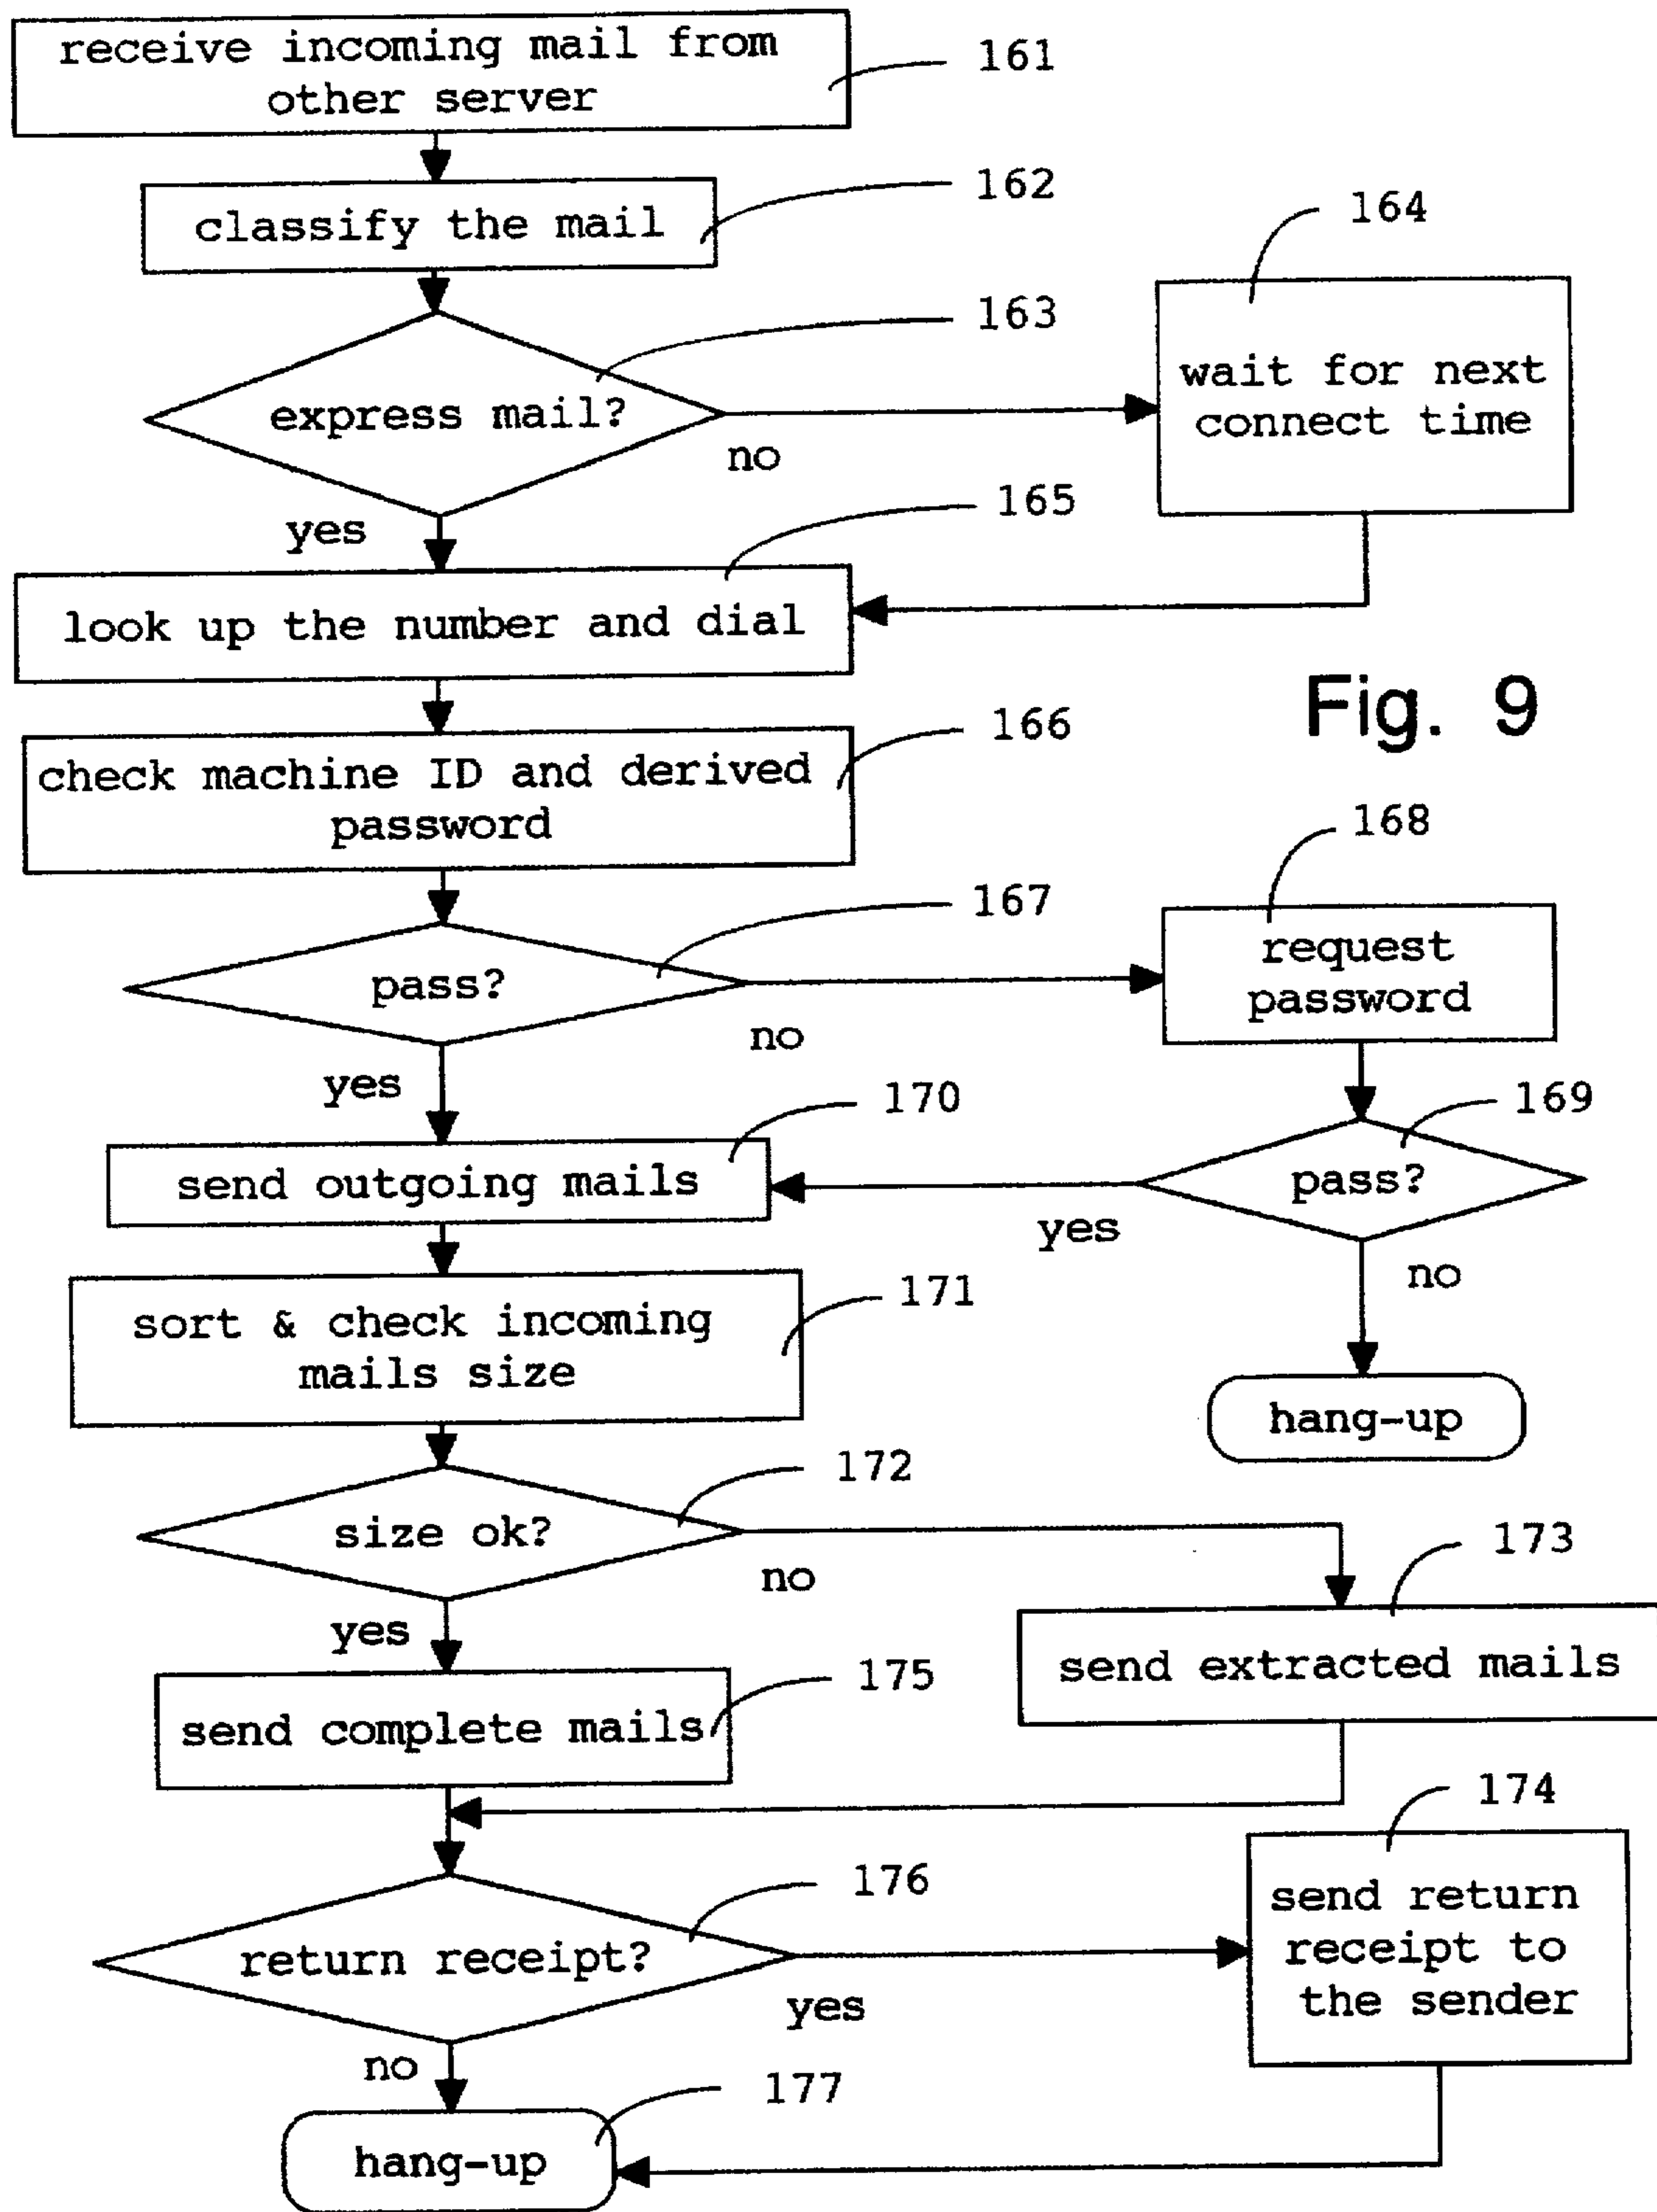 receive incoming mail from
other server
161
classify the mail
162
163
164
express mail?
no
wait for next
connect time
yes
165
look up the number and dial
Fig. 9
166
check machine ID and derived
password
167
168
pass?
no
request
password
yes
170
169
send outgoing mails
pass?
yes
no
171
sort & check incoming
mails size
hang-up
172
size ok?
no
173
yes
send extracted mails
175
send complete mails
174
176
return receipt?
yes
send return
receipt to
the sender
no
177
hang-up